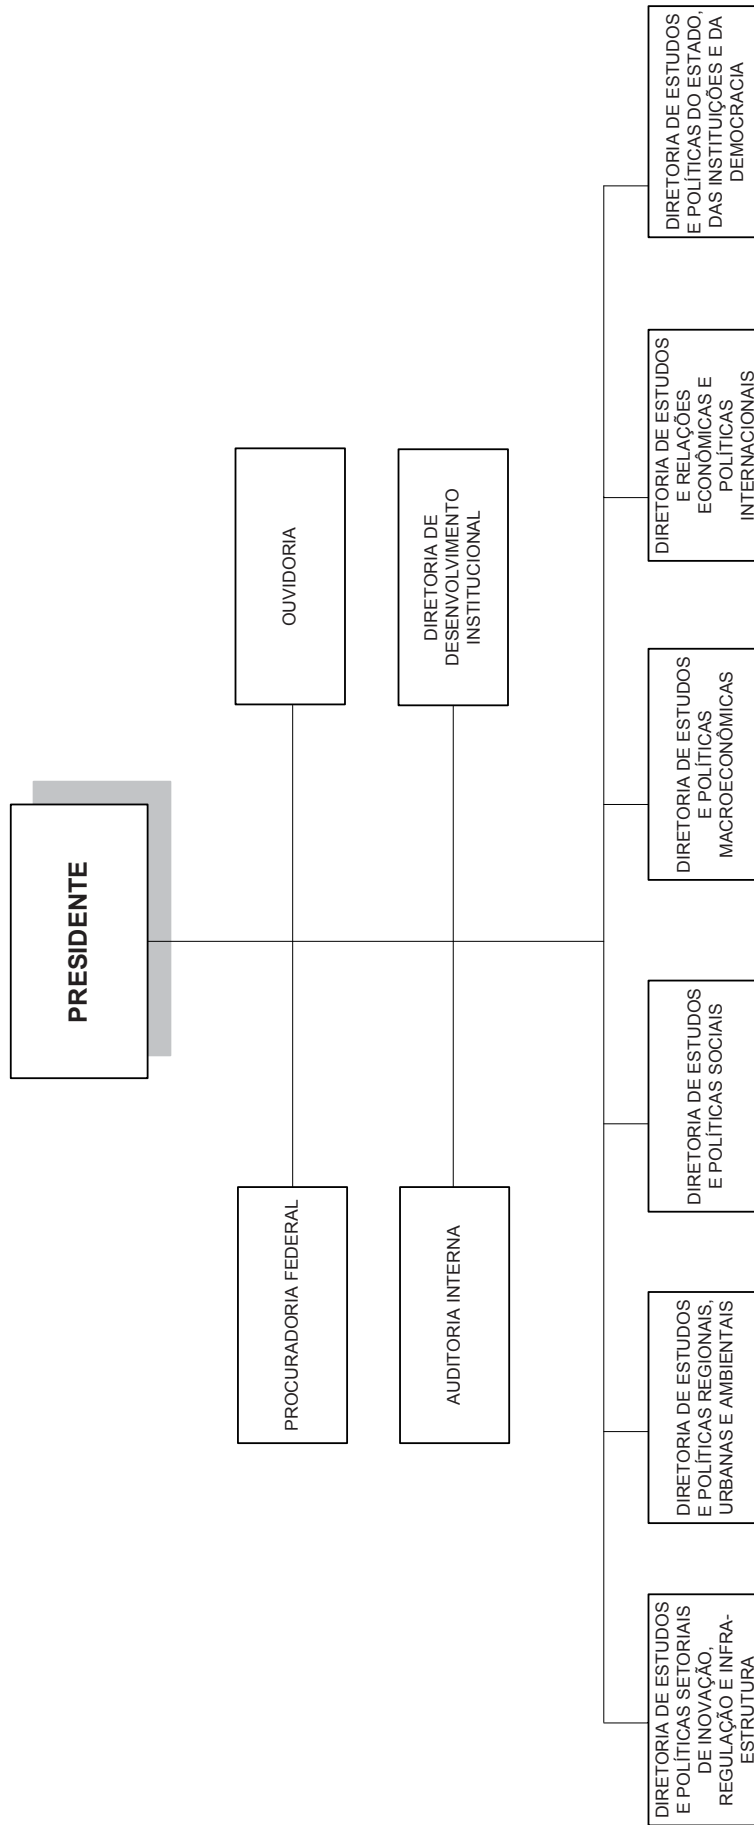 PRESIDENTE
PROCURADORIA FEDERAL
OUVIDORIA
AUDITORIA INTERNA
DIRETORIA DE
DESENVOLVIMENTO
INSTITUCIONAL
DIRETORIA DE ESTUDOS
E POLÍTICAS SETORIAIS
DE INOVAÇÃO,
REGULAÇÃO E INFRA-
ESTRUTURA
DIRETORIA DE ESTUDOS
E POLÍTICAS REGIONAIS,
URBANAS E AMBIENTAIS
DIRETORIA DE ESTUDOS
E POLÍTICAS SOCIAIS
DIRETORIA DE ESTUDOS
E POLÍTICAS
MACROECONÔMICAS
DIRETORIA DE ESTUDOS
E RELAÇÕES
ECONÔMICAS E
POLÍTICAS
INTERNACIONAIS
DIRETORIA DE ESTUDOS
E POLÍTICAS DO ESTADO,
DAS INSTITUIÇÕES E DA
DEMOCRACIA